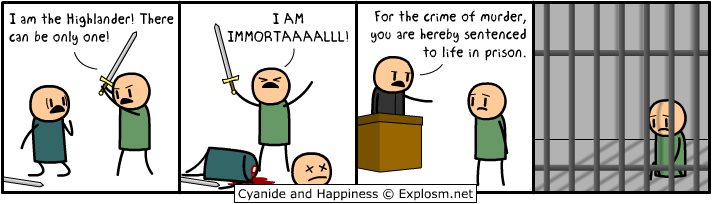 I am the Highlander! There
can be only one!
I AM
IMMORTAAAALLL!
For the crime of murder,
you are hereby sentenced
to life in prison.
Cyanide and Happiness © Explosm.net